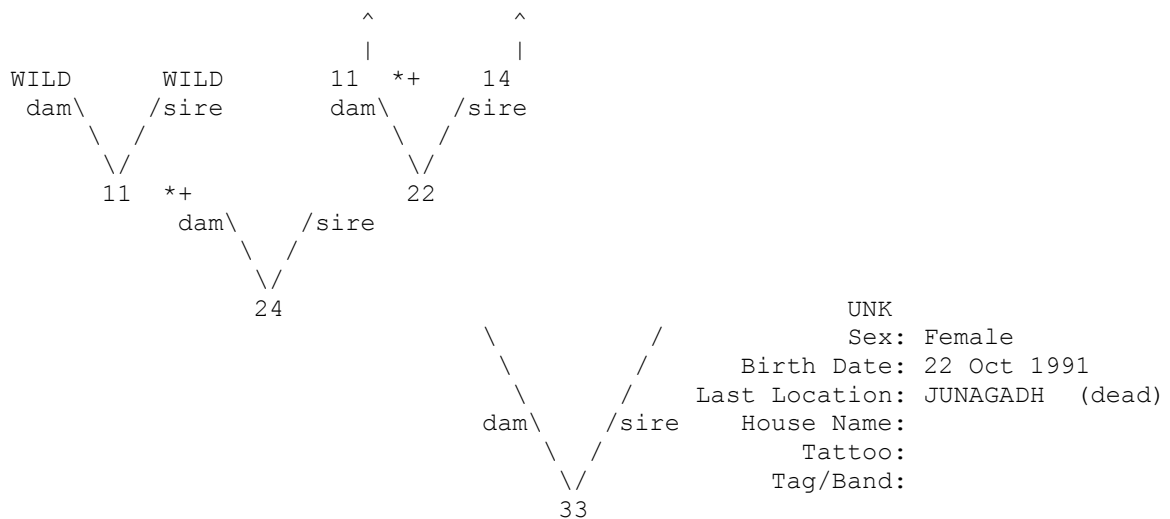 ^ ^
| |
WILD WILD 11 *+ 14
dam\ /sire dam\ /sire
\ / \ /
\/ \/
11 *+ 22
dam\ /sire
\ /
\/
24 UNK
\ / Sex: Female
\ / Birth Date: 22 Oct 1991
\ / Last Location: JUNAGADH (dead)
dam\ /sire House Name:
\ / Tattoo:
\/ Tag/Band:
33